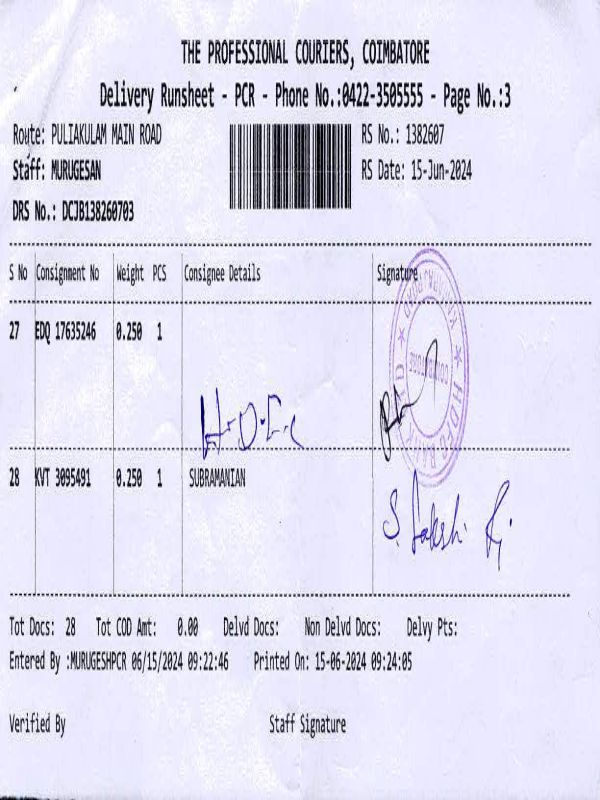 THE PROFESSIONAL COURIERS, COIMBATORE
Delivery Runsheet - PCR - Phone No.:0422-3505555 - Page No.:3
Route: PULIAKULAM MAIN ROAD
RS No.: 1382607
Staff: MURUGESAN
RS Date: 15-Jun-2024
DRS No.: DCJB138260703
S No Consignment No Weight PCS Consignee Details Signature
27 EDQ 17635246 0.250 1
28 KVT 3095491 0.250 1 SUBRAMANIAN
S.
Tot Docs: 28 Tot COD Amt: 0.00 Delvd Docs: Non Delvd Docs: Delvy Pts:
Entered By :MURUGESHPCR 06/15/2024 09:22:46 Printed On: 15-06-2024 09:24:05
Verified By Staff Signature